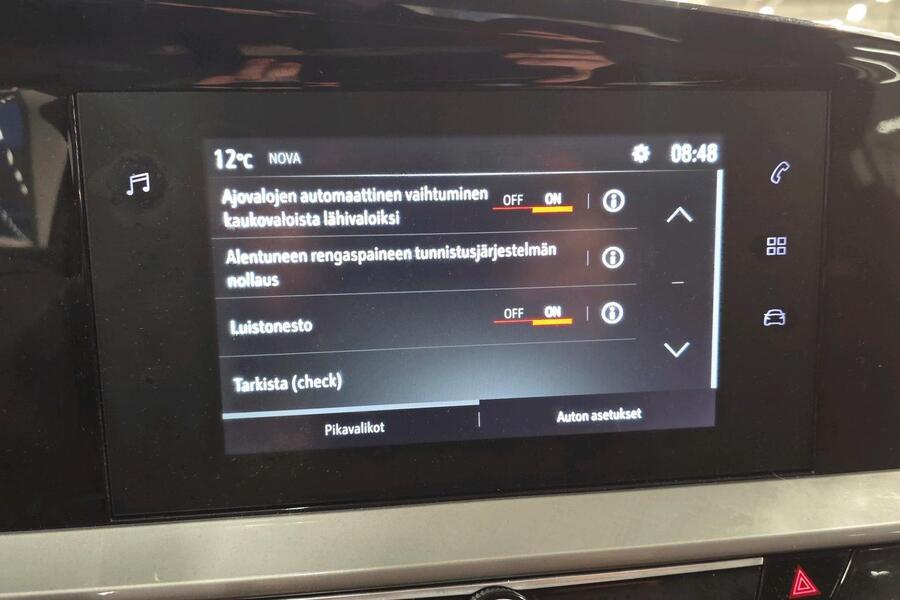 12°C NOVA 08:48
Ajovalojen automaattinen vaihtuminen OFF ON
kaukovaloista lähivaloiksi
Alentuneen rengaspaineen tunnistusjärjestelmän
nollaus
Luistonesto OFF ON
Tarkista (check)
Pikavalikot Auton asetukset